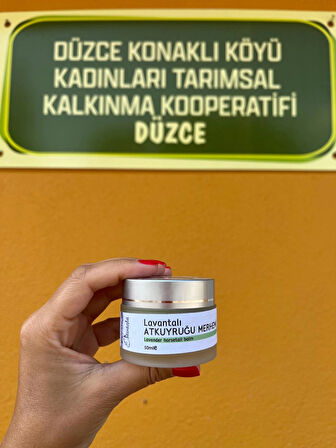 DÜZCE KONAKLI KÖYÜ
KADINLARI TARIMSAL
KALKINMA KOOPERATİFİ
DÜZCE
Lavantalı
ATKUYRUĞU MERHEM
Lavender horsetail balm
50ml℮